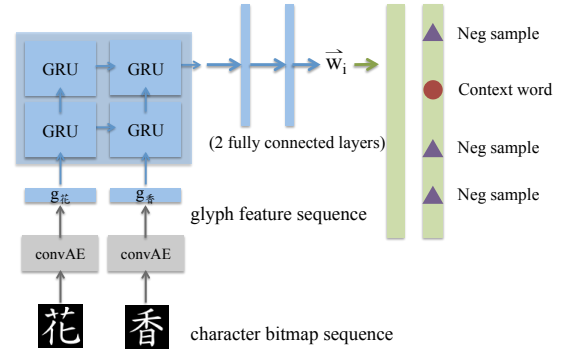 GRU GRU
GRU GRU
w i
(2 fully connected layers)
Neg sample
Context word
Neg sample
Neg sample
g花 g香
glyph feature sequence
convAE convAE
花 香
character bitmap sequence